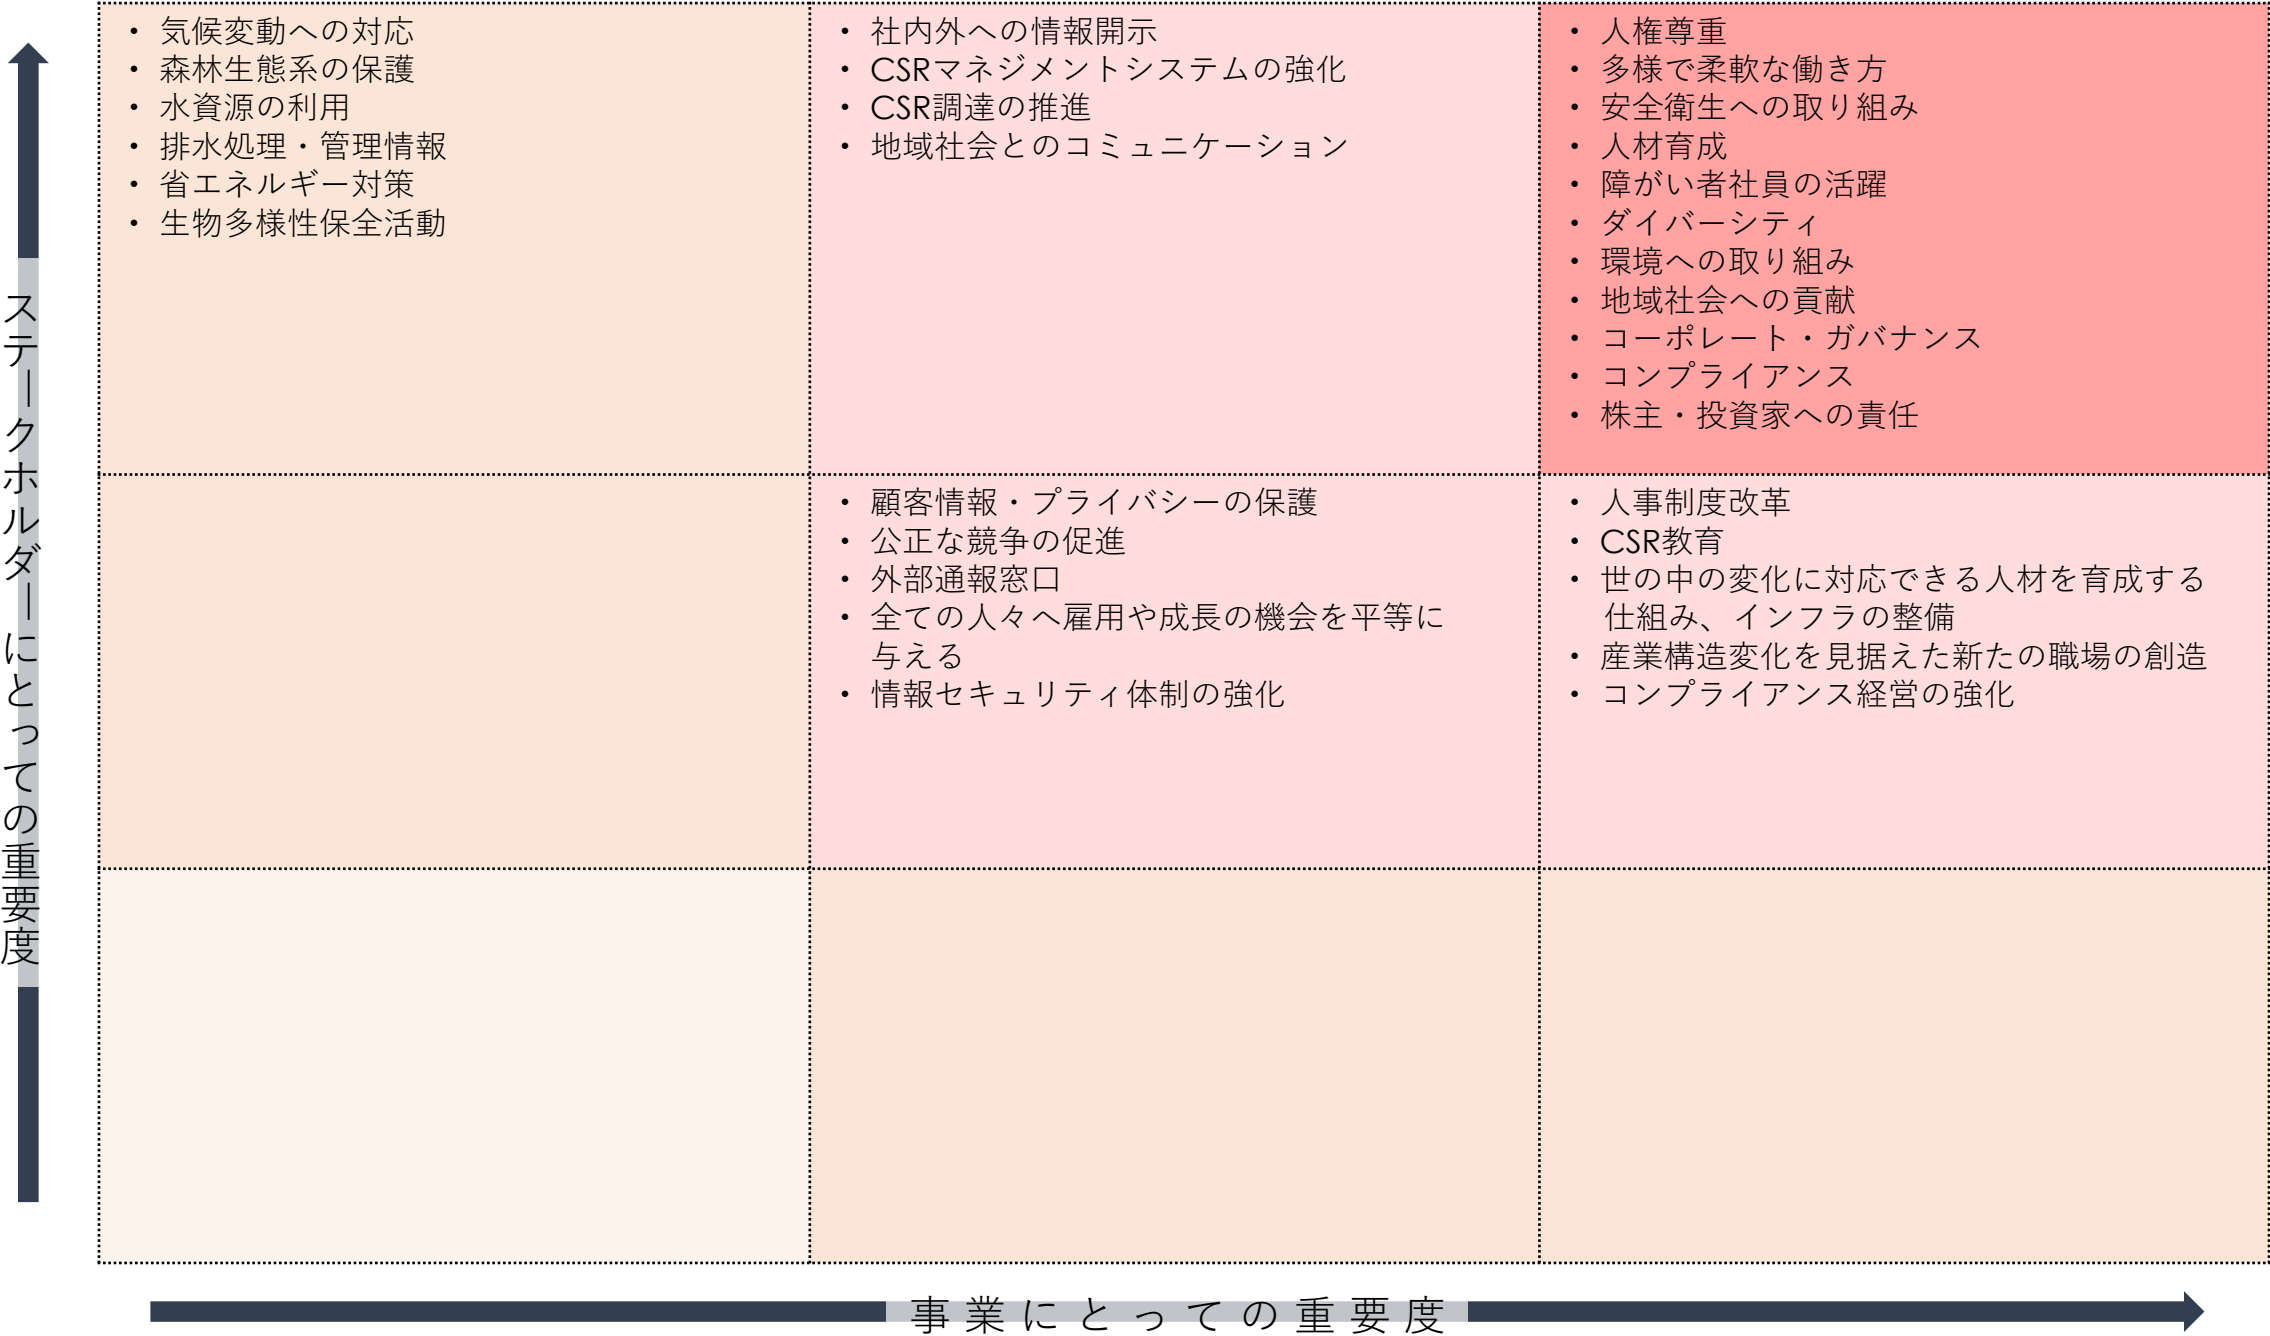 ・ 気候変動への対応
・ 森林生態系の保護
・ 水資源の利用
・ 排水処理・管理情報
・ 省エネルギー対策
・ 生物多様性保全活動
・ 社内外への情報開示
・ CSRマネジメントシステムの強化
・ CSR調達の推進
・ 地域社会とのコミュニケーション
・ 人権尊重
・ 多様で柔軟な働き方
・ 安全衛生への取り組み
・ 人材育成
・ 障がい者社員の活躍
・ ダイバーシティ
・ 環境への取り組み
・ 地域社会への貢献
・ コーポレート・ガバナンス
・ コンプライアンス
・ 株主・投資家への責任
・ 顧客情報・プライバシーの保護
・ 公正な競争の促進
・ 外部通報窓口
・ 全ての人々へ雇用や成長の機会を平等に
与える
・ 情報セキュリティ体制の強化
・ 人事制度改革
・ CSR教育
・ 世の中の変化に対応できる人材を育成する
仕組み、インフラの整備
・ 産業構造変化を見据えた新たの職場の創造
・ コンプライアンス経営の強化
ステークホルダーにとっての重要度
事業にとっての重要度